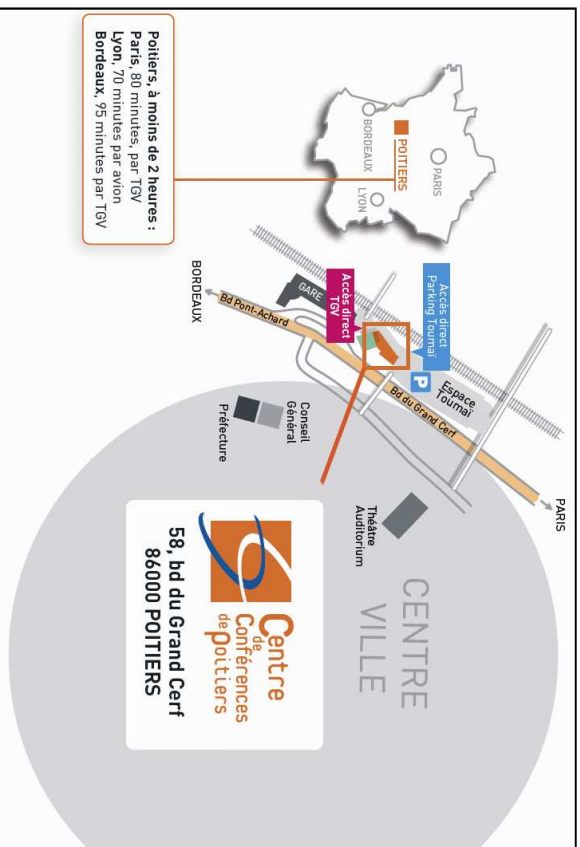 PARIS
POITIERS
BORDEAUX
LYON
Poitiers, à moins de 2 heures :
Paris, 80 minutes, par TGV
Lyon, 70 minutes par avion
Bordeaux, 95 minutes par TGV
PARIS
Accès direct
Parking Toumaï
Espace
Toumaï
P
GARE
Accès direct
TGV
Bd du Grand Cerf
Bd Pont-Achard
BORDEAUX
Théâtre
Auditorium
Conseil
Général
Préfecture
CENTRE
VILLE
Centre
de
Conférences
de Poitiers
58, bd du Grand Cerf
86000 POITIERS